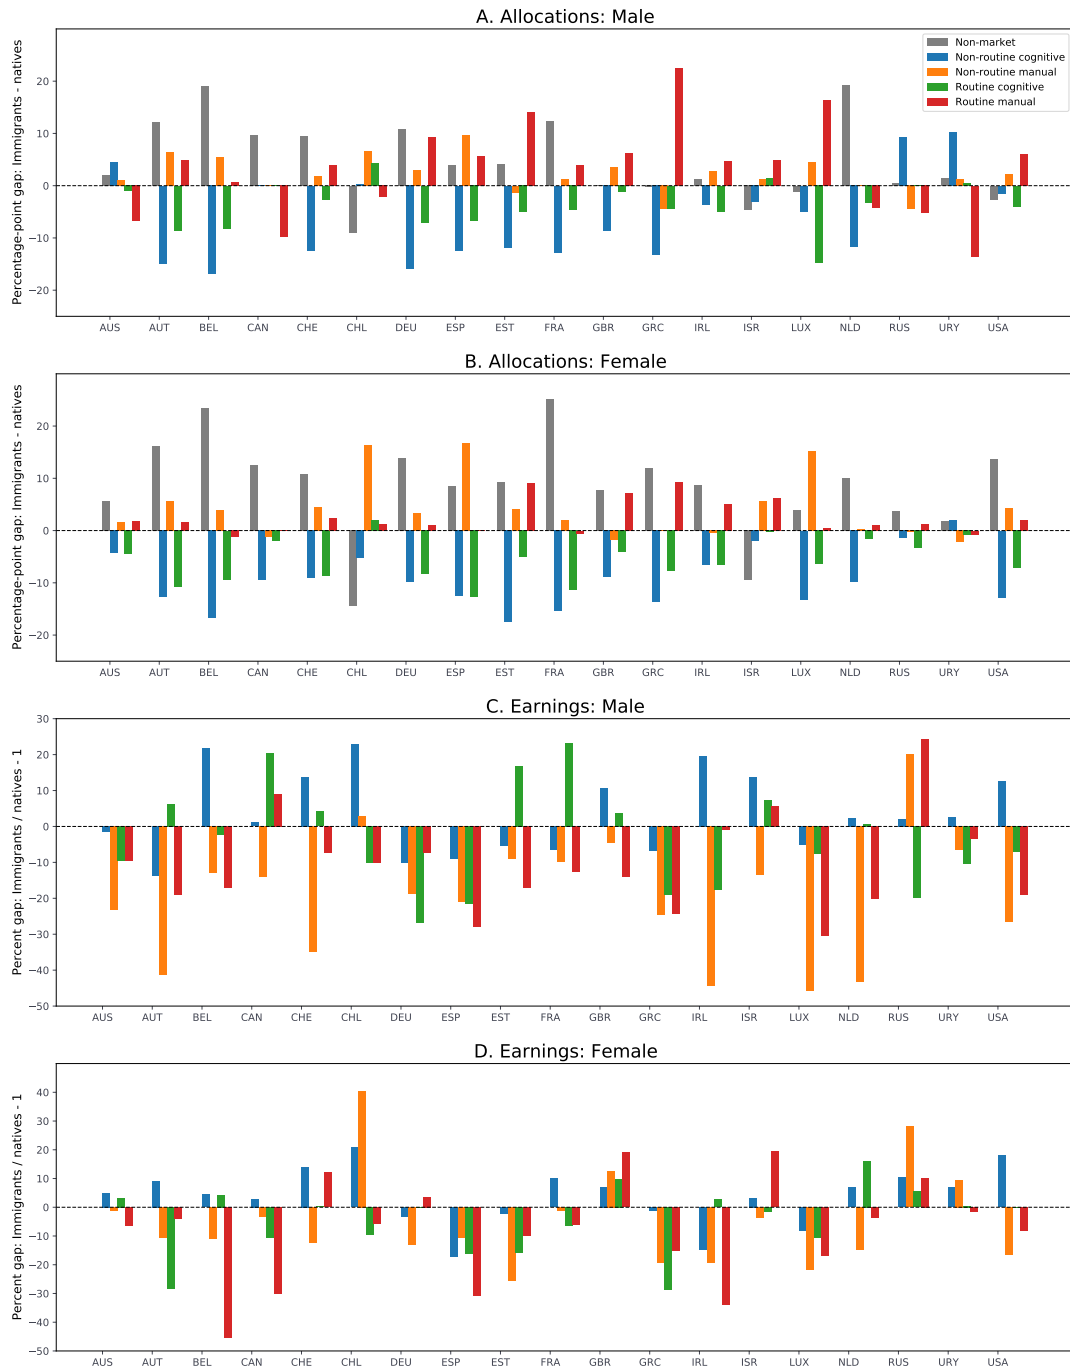 A. Allocations: Male
Percentage-point gap: Immigrants - natives
20
10
0
−10
−20
Non-market
Non-routine cognitive
Non-routine manual
Routine cognitive
Routine manual
AUS AUT BEL CAN CHE CHL DEU ESP EST FRA GBR GRC IRL ISR LUX NLD RUS URY USA
B. Allocations: Female
Percentage-point gap: Immigrants - natives
20
10
0
−10
−20
AUS AUT BEL CAN CHE CHL DEU ESP EST FRA GBR GRC IRL ISR LUX NLD RUS URY USA
C. Earnings: Male
Percent gap: Immigrants / natives - 1
30
20
10
0
−10
−20
−30
−40
−50
AUS AUT BEL CAN CHE CHL DEU ESP EST FRA GBR GRC IRL ISR LUX NLD RUS URY USA
D. Earnings: Female
Percent gap: Immigrants / natives - 1
40
30
20
10
0
−10
−20
−30
−40
−50
AUS AUT BEL CAN CHE CHL DEU ESP EST FRA GBR GRC IRL ISR LUX NLD RUS URY USA